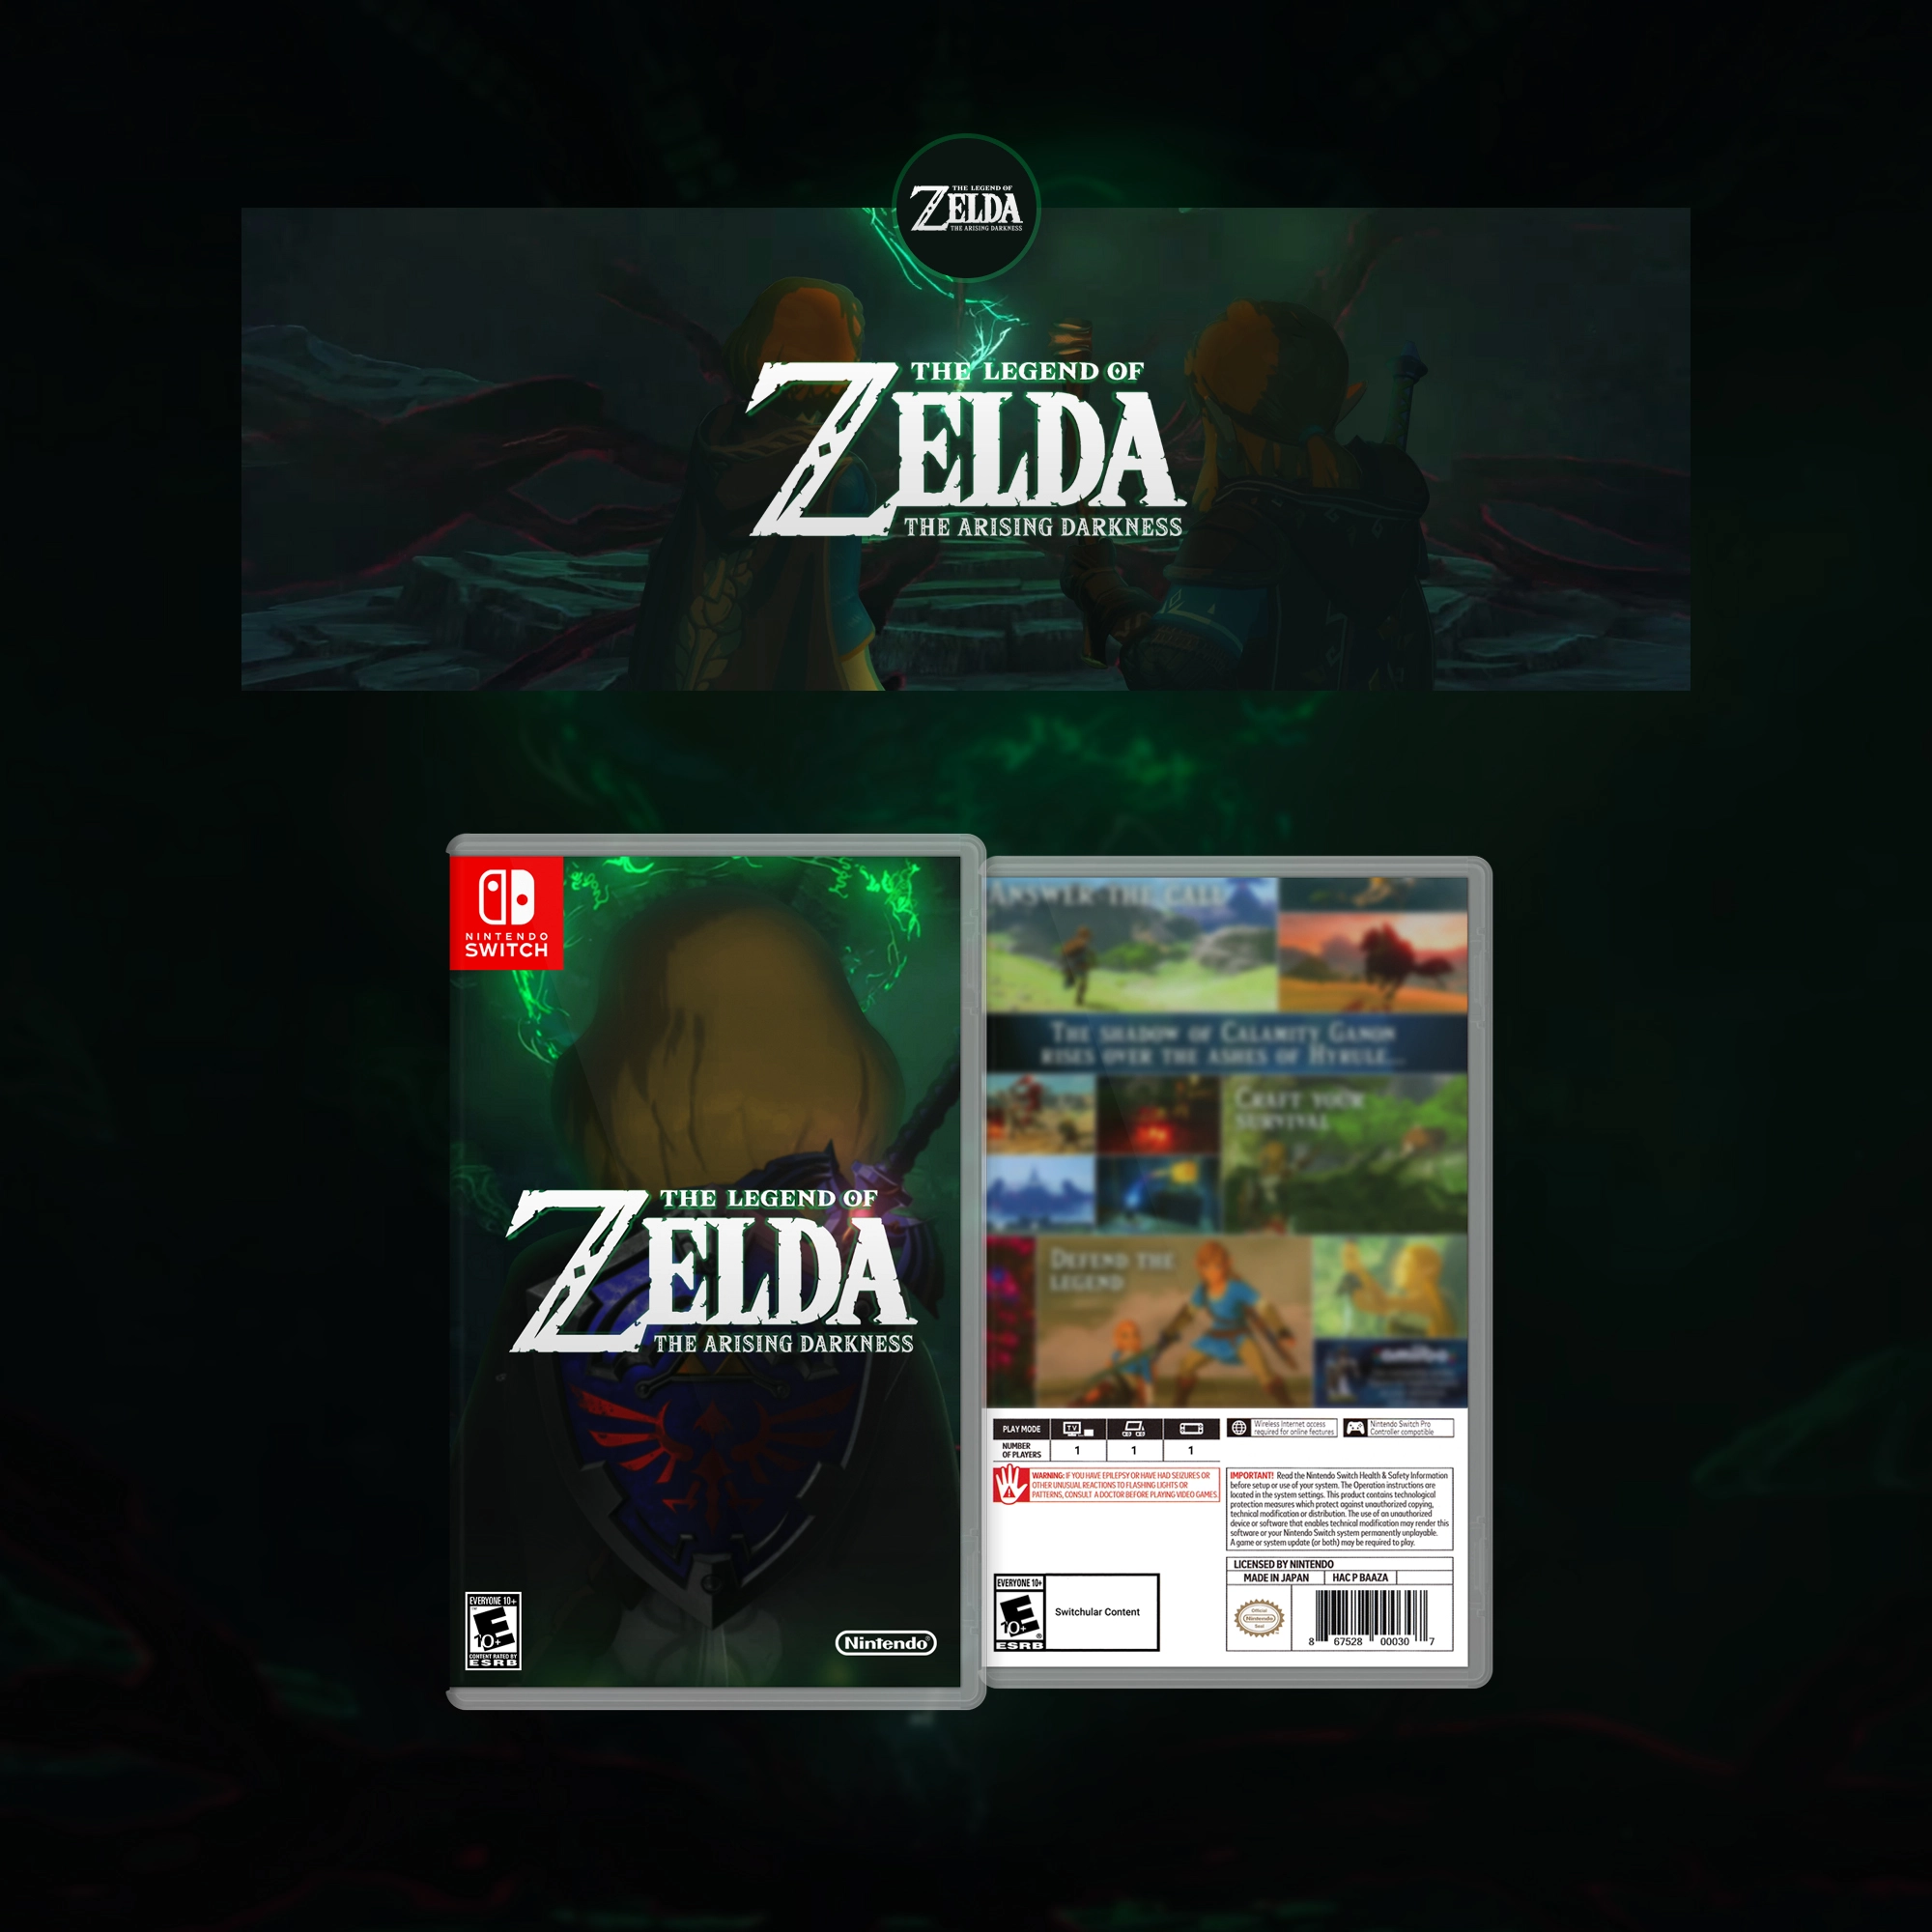 THE LEGEND OF
ZELDA
THE ARISING DARKNESS
THE LEGEND OF
ZELDA
THE ARISING DARKNESS
NINTENDO
SWITCH
THE LEGEND OF
ZELDA
THE ARISING DARKNESS
EVERYONE 10+
E
10+
CONTENT RATED BY
ESRB
Nintendo®
ANSWER THE CALL
THE SHADOW OF CALAMITY GANON
RISES OVER THE ASHES OF HYRULE...
CRAFT YOUR
SURVIVAL
DEFEND THE
LEGEND
amiibo
PLAY MODE
TV
NUMBER
OF PLAYERS
1
1
1
Wireless Internet access
required for online features
Nintendo Switch Pro
Controller compatible
WARNING: IF YOU HAVE EPILEPSY OR HAVE HAD SEIZURES OR
OTHER UNUSUAL REACTIONS TO FLASHING LIGHTS OR
PATTERNS, CONSULT A DOCTOR BEFORE PLAYING VIDEO GAMES.
IMPORTANT! Read the Nintendo Switch Health & Safety Information
before setup or use of your system. The Operation instructions are
located in the system settings. This product contains technological
protection measures which protect against unauthorized copying,
technical modification or distribution. The use of an unauthorized
device or software that enables technical modification may render this
software or your Nintendo Switch system permanently unplayable.
A game or system update (or both) may be required to play.
LICENSED BY NINTENDO
MADE IN JAPAN
HAC P BAAZA
EVERYONE 10+
E
10+
®
ESRB
Switchular Content
Official
Nintendo
Seal
8 67528 00030 7